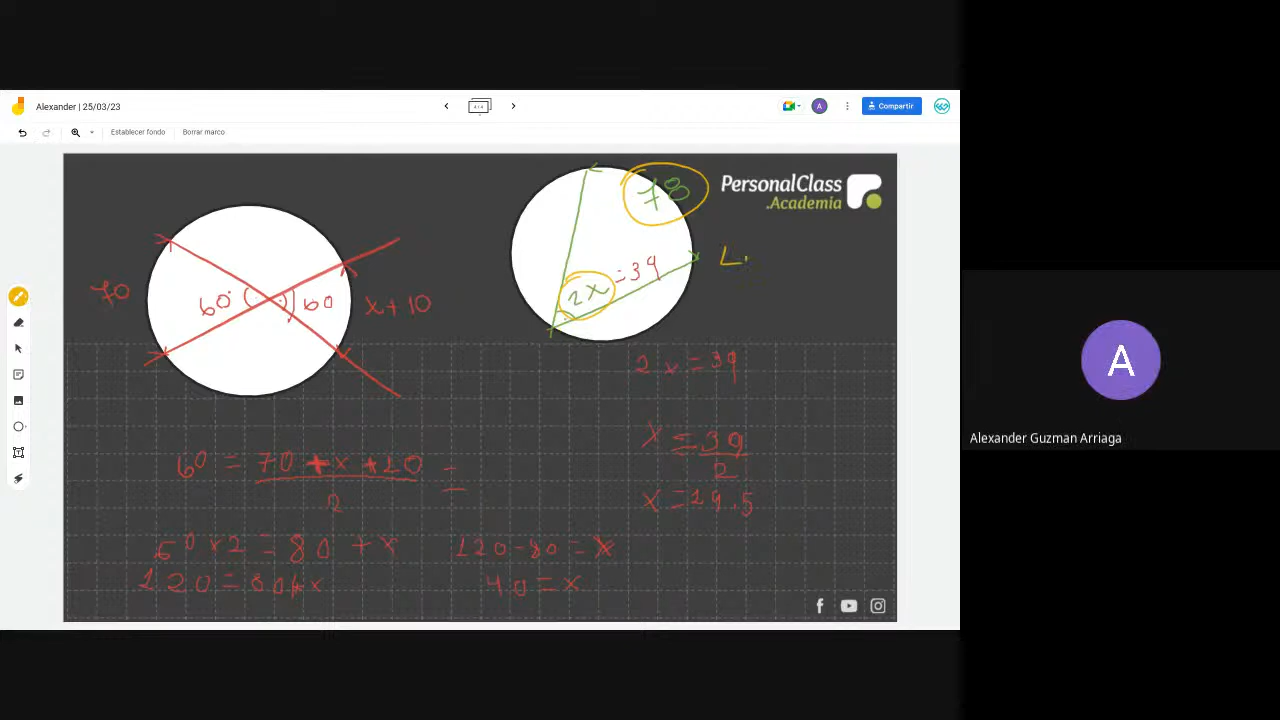 Alexander | 25/03/23
A
Compartir
Establecer fondo
Borrar marco
PersonalClass
.Academia
78
L.
2x = 39
70
60°
60
x + 10
2x = 39
x = 39
2
x = 19.5
60 = 70 + x + 10
2
60 x 2 = 80 + x
120 - 80 = x
120 = 80 + x
40 = x
A
Alexander Guzman Arriaga